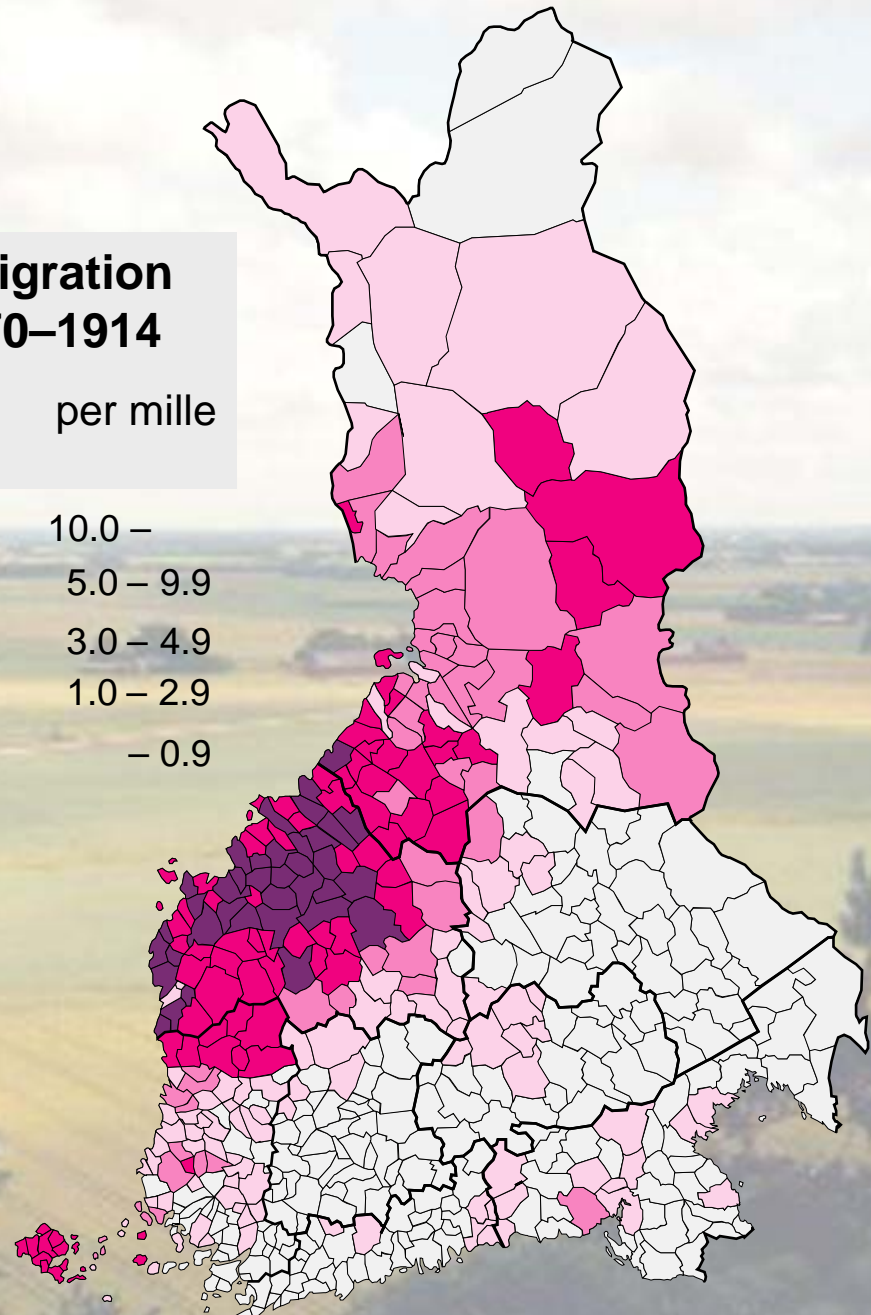 igration
70–1914
per mille
10.0 –
5.0 – 9.9
3.0 – 4.9
1.0 – 2.9
– 0.9